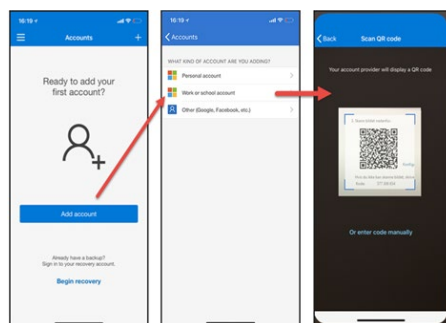 16:19
Accounts
Ready to add your
first account?
Add account
Already have a backup?
Sign in to your recovery account.
Begin recovery
16:19
Accounts
WHAT KIND OF ACCOUNT ARE YOU ADDING?
Personal account
Work or school account
Other (Google, Facebook, etc.)
Back
Scan QR code
Your account provider will display a QR code
Or enter code manually